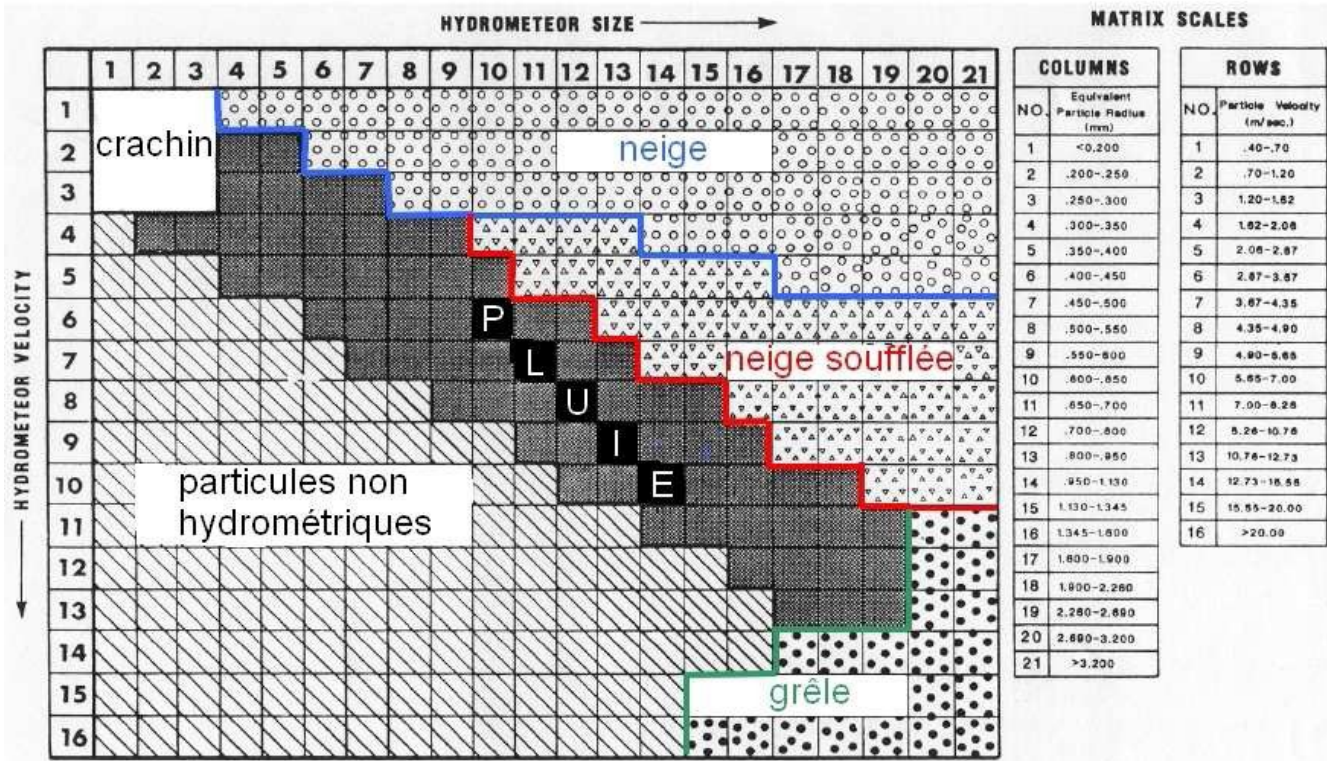 HYDROMETEOR SIZE
1 2 3 4 5 6 7 8 9 10 11 12 13 14 15 16 17 18 19 20 21
HYDROMETEOR VELOCITY
1
2
3
4
5
6
7
8
9
10
11
12
13
14
15
16
crachin
neige
P
L
U
I
E
neige soufflée
particules non
hydrométriques
grêle
MATRIX SCALES
COLUMNS
NO. Equivalent
Particle Radius
(mm)
1 <0.200
2 .200-.250
3 .250-.300
4 .300-.350
5 .350-.400
6 .400-.450
7 .450-.500
8 .500-.550
9 .550-600
10 .600-.650
11 .650-.700
12 .700-.800
13 .800-.950
14 .950-1.130
15 1.130-1.345
16 1.345-1.600
17 1.600-1.900
18 1.900-2.260
19 2.260-2.690
20 2.690-3.200
21 >3.200
ROWS
NO. Particle Velocity
(m/sec.)
1 .40-.70
2 .70-1.20
3 1.20-1.62
4 1.62-2.06
5 2.06-2.87
6 2.87-3.67
7 3.67-4.35
8 4.35-4.90
9 4.90-5.65
10 5.65-7.00
11 7.00-8.26
12 8.26-10.76
13 10.76-12.73
14 12.73-15.55
15 15.55-20.00
16 >20.00